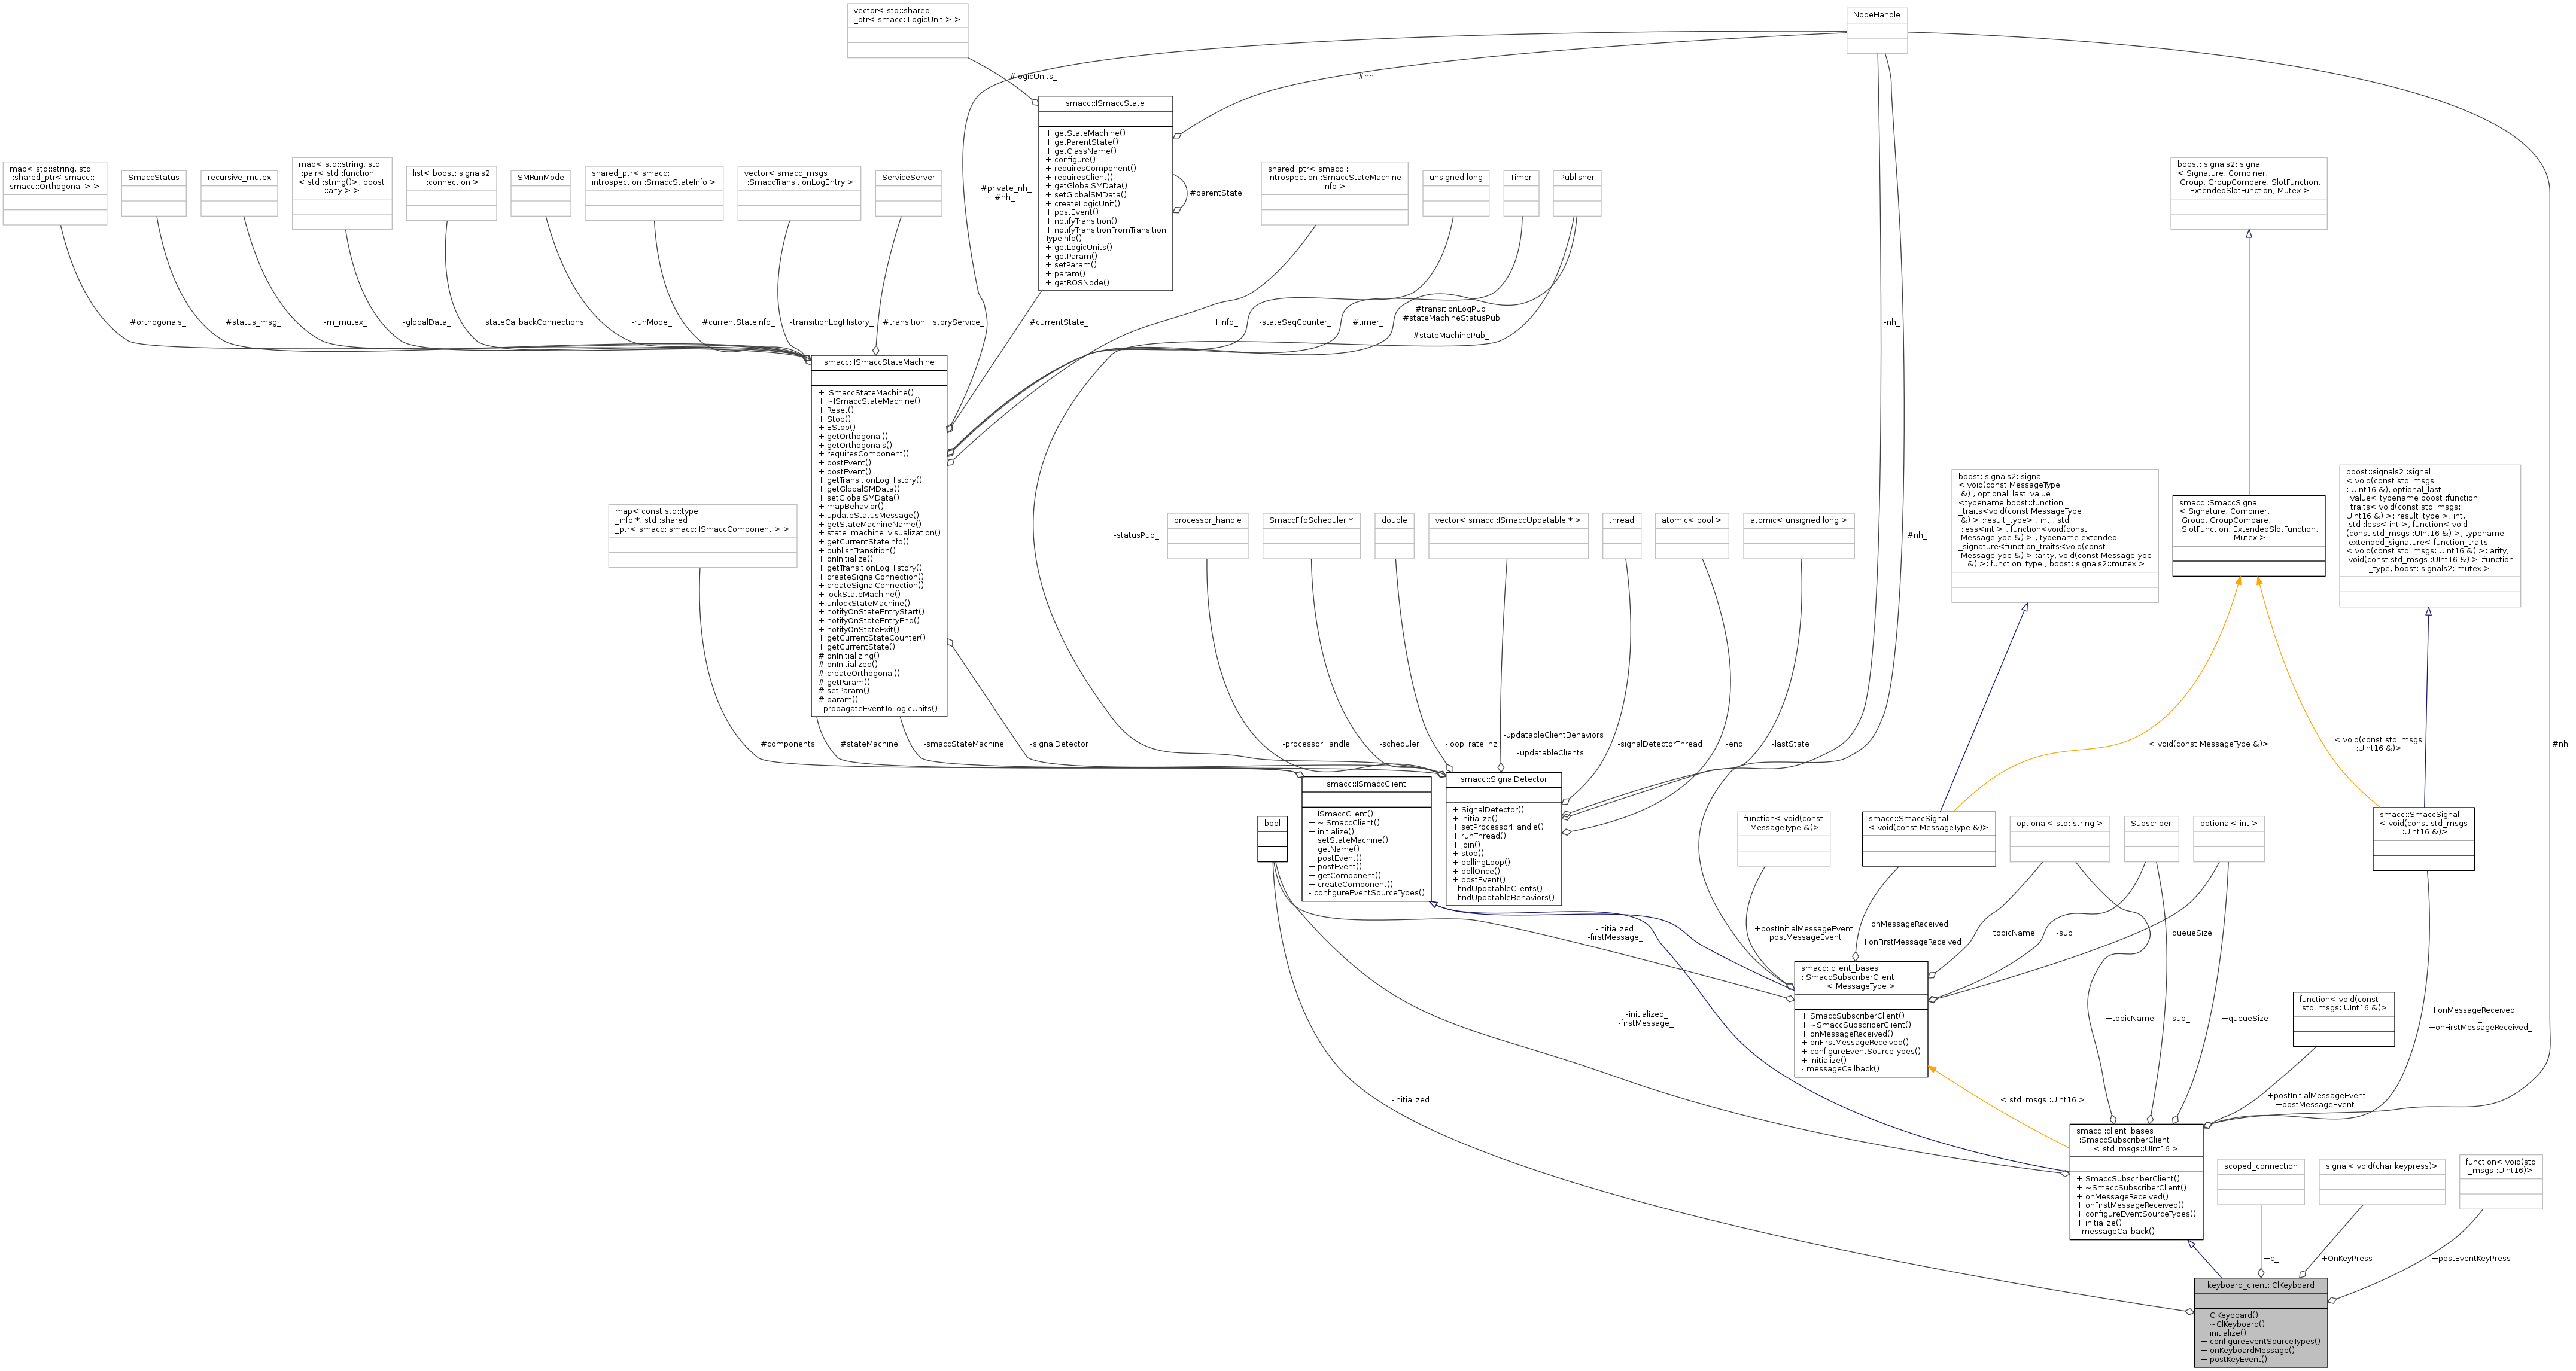 vector< std::shared
_ptr< smacc::LogicUnit > >
NodeHandle
#logicUnits_
#nh
smacc::ISmaccState
+ getStateMachine()
+ getParentState()
+ getClassName()
+ configure()
+ requiresComponent()
+ requiresClient()
+ getGlobalSMData()
+ setGlobalSMData()
+ createLogicUnit()
+ postEvent()
+ notifyTransition()
+ notifyTransitionFromTransition
TypeInfo()
+ getLogicUnits()
+ getParam()
+ setParam()
+ param()
+ getROSNode()
#parentState_
#private_nh_
#nh_
map< std::string, std
::shared_ptr< smacc::
smacc::Orthogonal > >
SmaccStatus
recursive_mutex
map< std::string, std
::pair< std::function
< std::string()>, boost
::any > >
list< boost::signals2
::connection >
SMRunMode
shared_ptr< smacc::
introspection::SmaccStateInfo >
vector< smacc_msgs
::SmaccTransitionLogEntry >
ServiceServer
shared_ptr< smacc::
introspection::SmaccStateMachine
Info >
unsigned long
Timer
Publisher
boost::signals2::signal
< Signature, Combiner,
Group, GroupCompare, SlotFunction,
ExtendedSlotFunction, Mutex >
#orthogonals_
#status_msg_
-m_mutex_
-globalData_
+stateCallbackConnections
-runMode_
#currentStateInfo_
-transitionLogHistory_
#transitionHistoryService_
#currentState_
+info_
-stateSeqCounter_
#timer_
#transitionLogPub_
#stateMachineStatusPub
_
#stateMachinePub_
-nh_
smacc::ISmaccStateMachine
+ ISmaccStateMachine()
+ ~ISmaccStateMachine()
+ Reset()
+ Stop()
+ EStop()
+ getOrthogonal()
+ getOrthogonals()
+ requiresComponent()
+ postEvent()
+ postEvent()
+ getTransitionLogHistory()
+ getGlobalSMData()
+ setGlobalSMData()
+ mapBehavior()
+ updateStatusMessage()
+ getStateMachineName()
+ state_machine_visualization()
+ getCurrentStateInfo()
+ publishTransition()
+ onInitialize()
+ getTransitionLogHistory()
+ createSignalConnection()
+ createSignalConnection()
+ lockStateMachine()
+ unlockStateMachine()
+ notifyOnStateEntryStart()
+ notifyOnStateEntryEnd()
+ notifyOnStateExit()
+ getCurrentStateCounter()
+ getCurrentState()
# onInitializing()
# onInitialized()
# createOrthogonal()
# getParam()
# setParam()
# param()
- propagateEventToLogicUnits()
map< const std::type
_info *, std::shared
_ptr< smacc::smacc::ISmaccComponent > >
-statusPub_
processor_handle
SmaccFifoScheduler *
double
vector< smacc::ISmaccUpdatable * >
thread
atomic< bool >
atomic< unsigned long >
#nh_
boost::signals2::signal
< void(const MessageType
&) , optional_last_value
<typename boost::function
_traits<void(const MessageType
&) >::result_type> , int , std
::less<int > , function<void(const
MessageType &) > , typename extended
_signature<function_traits<void(const
MessageType &) >::arity, void(const MessageType
&) >::function_type , boost::signals2::mutex >
smacc::SmaccSignal
< Signature, Combiner,
Group, GroupCompare,
SlotFunction, ExtendedSlotFunction,
Mutex >
boost::signals2::signal
< void(const std_msgs
::UInt16 &), optional_last
_value< typename boost::function
_traits< void(const std_msgs::
UInt16 &) >::result_type >, int,
std::less< int >, function< void
(const std_msgs::UInt16 &) >, typename
extended_signature< function_traits
< void(const std_msgs::UInt16 &) >::arity,
void(const std_msgs::UInt16 &) >::function
_type, boost::signals2::mutex >
#components_
#stateMachine_
-smaccStateMachine_
-signalDetector_
-processorHandle_
-scheduler_
-loop_rate_hz
-updatableClientBehaviors
_
-updatableClients_
-signalDetectorThread_
-end_
-lastState_
< void(const MessageType &)>
< void(const std_msgs
::UInt16 &)>
#nh_
smacc::ISmaccClient
+ ISmaccClient()
+ ~ISmaccClient()
+ initialize()
+ setStateMachine()
+ getName()
+ postEvent()
+ postEvent()
+ getComponent()
+ createComponent()
- configureEventSourceTypes()
smacc::SignalDetector
+ SignalDetector()
+ initialize()
+ setProcessorHandle()
+ runThread()
+ join()
+ stop()
+ pollingLoop()
+ pollOnce()
+ postEvent()
- findUpdatableClients()
- findUpdatableBehaviors()
bool
function< void(const
MessageType &)>
smacc::SmaccSignal
< void(const MessageType &)>
optional< std::string >
Subscriber
optional< int >
smacc::SmaccSignal
< void(const std_msgs
::UInt16 &)>
-initialized_
-firstMessage_
+postInitialMessageEvent
+postMessageEvent
+onMessageReceived
_
+onFirstMessageReceived_
+topicName
-sub_
+queueSize
smacc::client_bases
::SmaccSubscriberClient
< MessageType >
+ SmaccSubscriberClient()
+ ~SmaccSubscriberClient()
+ onMessageReceived()
+ onFirstMessageReceived()
+ configureEventSourceTypes()
+ initialize()
- messageCallback()
-initialized_
-firstMessage_
+topicName
-sub_
+queueSize
function< void(const
std_msgs::UInt16 &)>
+onMessageReceived
_
+onFirstMessageReceived_
-initialized_
< std_msgs::UInt16 >
+postInitialMessageEvent
+postMessageEvent
smacc::client_bases
::SmaccSubscriberClient
< std_msgs::UInt16 >
+ SmaccSubscriberClient()
+ ~SmaccSubscriberClient()
+ onMessageReceived()
+ onFirstMessageReceived()
+ configureEventSourceTypes()
+ initialize()
- messageCallback()
scoped_connection
signal< void(char keypress)>
function< void(std
_msgs::UInt16)>
+c_
+OnKeyPress
+postEventKeyPress
keyboard_client::ClKeyboard
+ ClKeyboard()
+ ~ClKeyboard()
+ initialize()
+ configureEventSourceTypes()
+ onKeyboardMessage()
+ postKeyEvent()